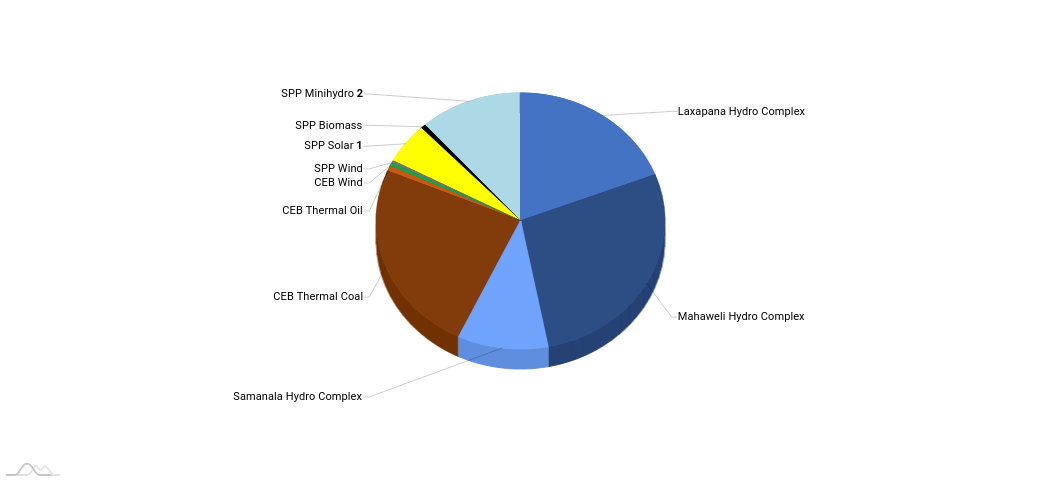 SPP Minihydro 2
Laxapana Hydro Complex
SPP Biomass
SPP Solar 1
SPP Wind
CEB Wind
CEB Thermal Oil
CEB Thermal Coal
Mahaweli Hydro Complex
Samanala Hydro Complex